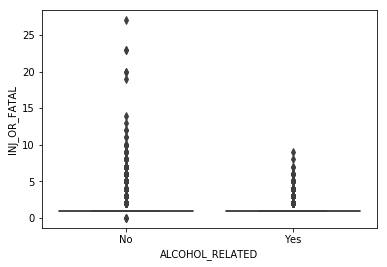 25
20
15
10
5
0
INJ_OR_FATAL
No Yes
ALCOHOL_RELATED